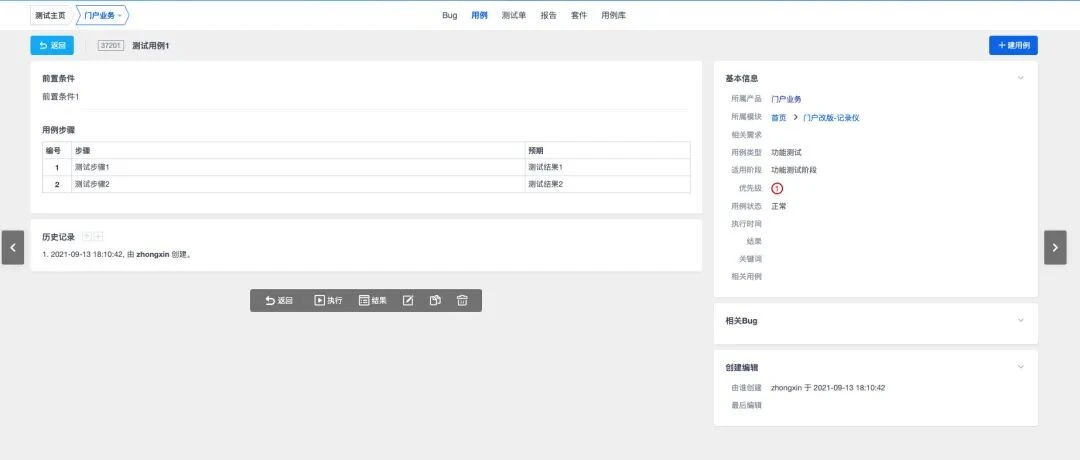 测试主页 门户业务 Bug 用例 测试单 报告 套件 用例库
返回 37201 测试用例1 +建用例
前置条件
前置条件1
用例步骤
编号 步骤 预期
1 测试步骤1 测试结果1
2 测试步骤2 测试结果2
历史记录
1. 2021-09-13 18:10:42, 由 zhongxin 创建。
返回 执行 结果
基本信息
所属产品 门户业务
所属模块 首页 > 门户改版-记录仪
相关需求
用例类型 功能测试
适用阶段 功能测试阶段
优先级 1
用例状态 正常
执行时间
结果
关键词
相关用例
相关Bug
创建编辑
由谁创建 zhongxin 于 2021-09-13 18:10:42
最后编辑